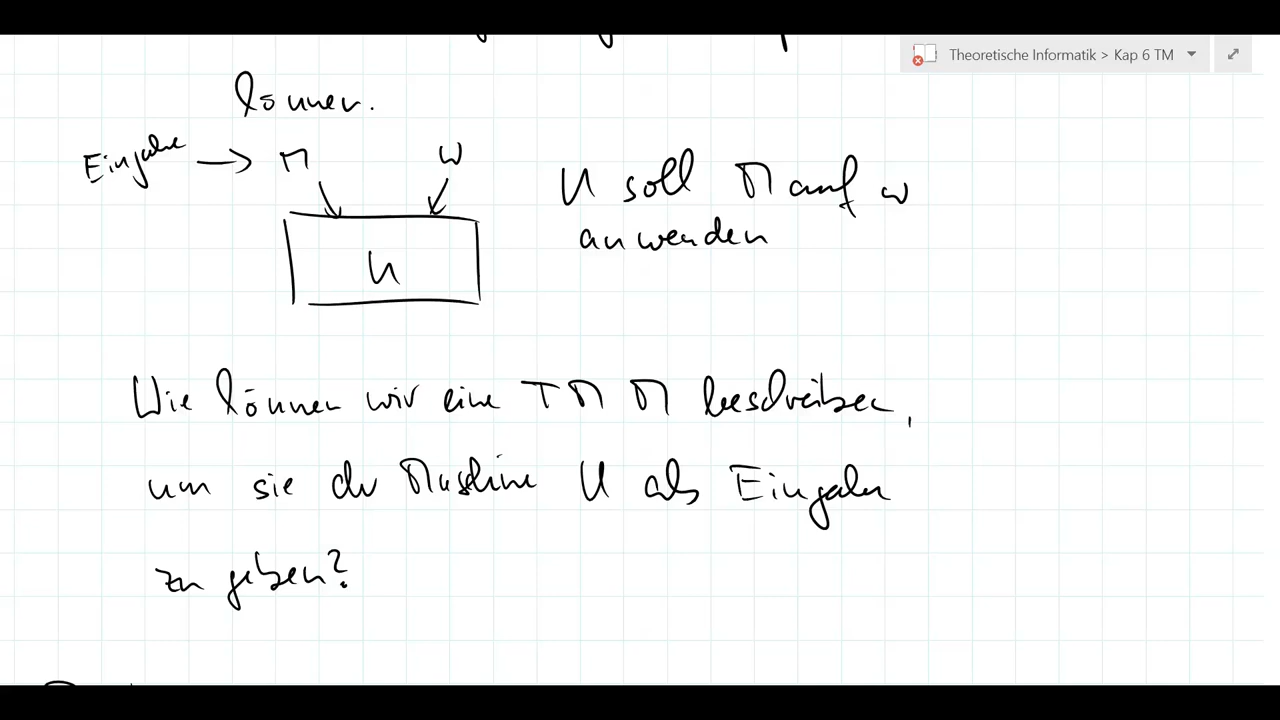 Theoretische Informatik > Kap 6 TM
können.
Eingabe → M w
U soll M auf w
anwenden
U
Wie können wir eine TM M beschreiben,
um sie der Maschine U als Eingabe
zu geben?